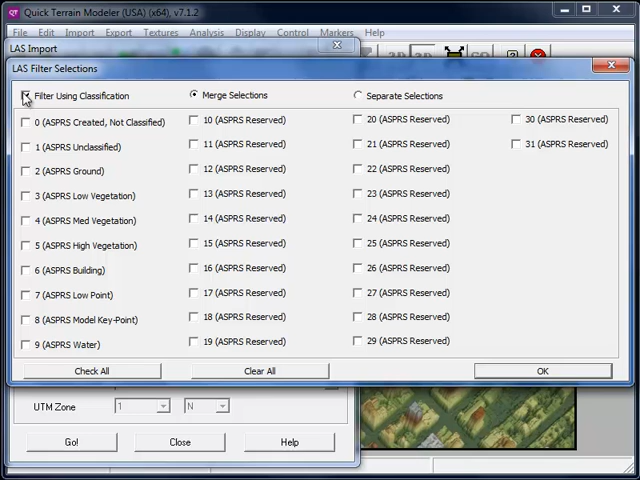 Quick Terrain Modeler (USA) (x64), v7.1.2
File Edit View Import Export Textures Analysis Display Control Markers Help
LAS Import
LAS Filter Selections
Filter Using Classification Merge Selections Separate Selections
0 (ASPRS Created, Not Classified) 10 (ASPRS Reserved) 20 (ASPRS Reserved) 30 (ASPRS Reserved)
1 (ASPRS Unclassified) 11 (ASPRS Reserved) 21 (ASPRS Reserved) 31 (ASPRS Reserved)
2 (ASPRS Ground) 12 (ASPRS Reserved) 22 (ASPRS Reserved)
3 (ASPRS Low Vegetation) 13 (ASPRS Reserved) 23 (ASPRS Reserved)
4 (ASPRS Med Vegetation) 14 (ASPRS Reserved) 24 (ASPRS Reserved)
5 (ASPRS High Vegetation) 15 (ASPRS Reserved) 25 (ASPRS Reserved)
6 (ASPRS Building) 16 (ASPRS Reserved) 26 (ASPRS Reserved)
7 (ASPRS Low Point) 17 (ASPRS Reserved) 27 (ASPRS Reserved)
8 (ASPRS Model Key-Point) 18 (ASPRS Reserved) 28 (ASPRS Reserved)
9 (ASPRS Water) 19 (ASPRS Reserved) 29 (ASPRS Reserved)
Check All Clear All OK
UTM Zone 1 N
Go! Close Help